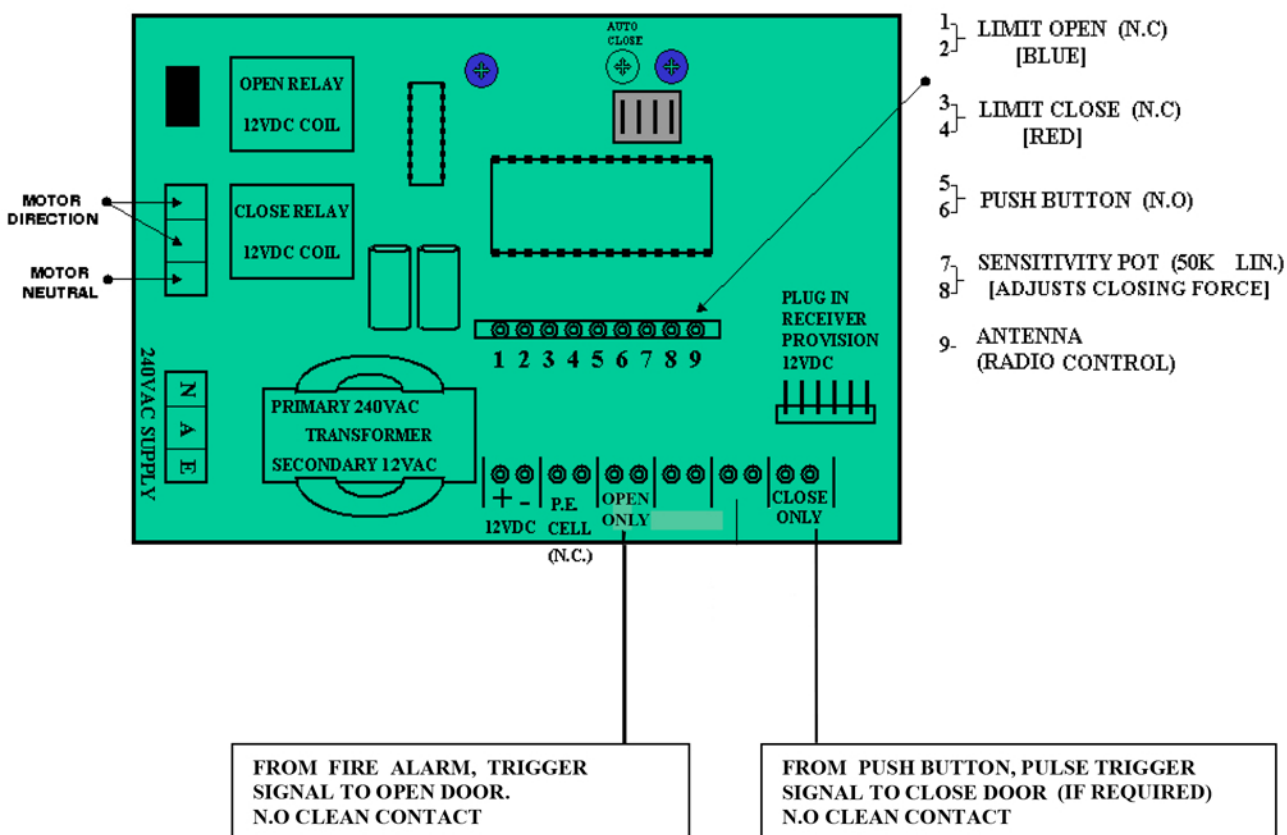 AUTO
CLOSE
OPEN RELAY
12VDC COIL
CLOSE RELAY
12VDC COIL
MOTOR
DIRECTION
MOTOR
NEUTRAL
240VAC SUPPLY
N
A
E
PRIMARY 240VAC
TRANSFORMER
SECONDARY 12VAC
1 2 3 4 5 6 7 8 9
PLUG IN
RECEIVER
PROVISION
12VDC
+ -
12VDC
P.E.
CELL
(N.C.)
OPEN
ONLY
CLOSE
ONLY
1
2
LIMIT OPEN (N.C)
[BLUE]
3
4
LIMIT CLOSE (N.C)
[RED]
5
6
PUSH BUTTON (N.O)
7
8
SENSITIVITY POT (50K LIN.)
[ADJUSTS CLOSING FORCE]
9- ANTENNA
(RADIO CONTROL)
FROM FIRE ALARM, TRIGGER
SIGNAL TO OPEN DOOR.
N.O CLEAN CONTACT
FROM PUSH BUTTON, PULSE TRIGGER
SIGNAL TO CLOSE DOOR (IF REQUIRED)
N.O CLEAN CONTACT